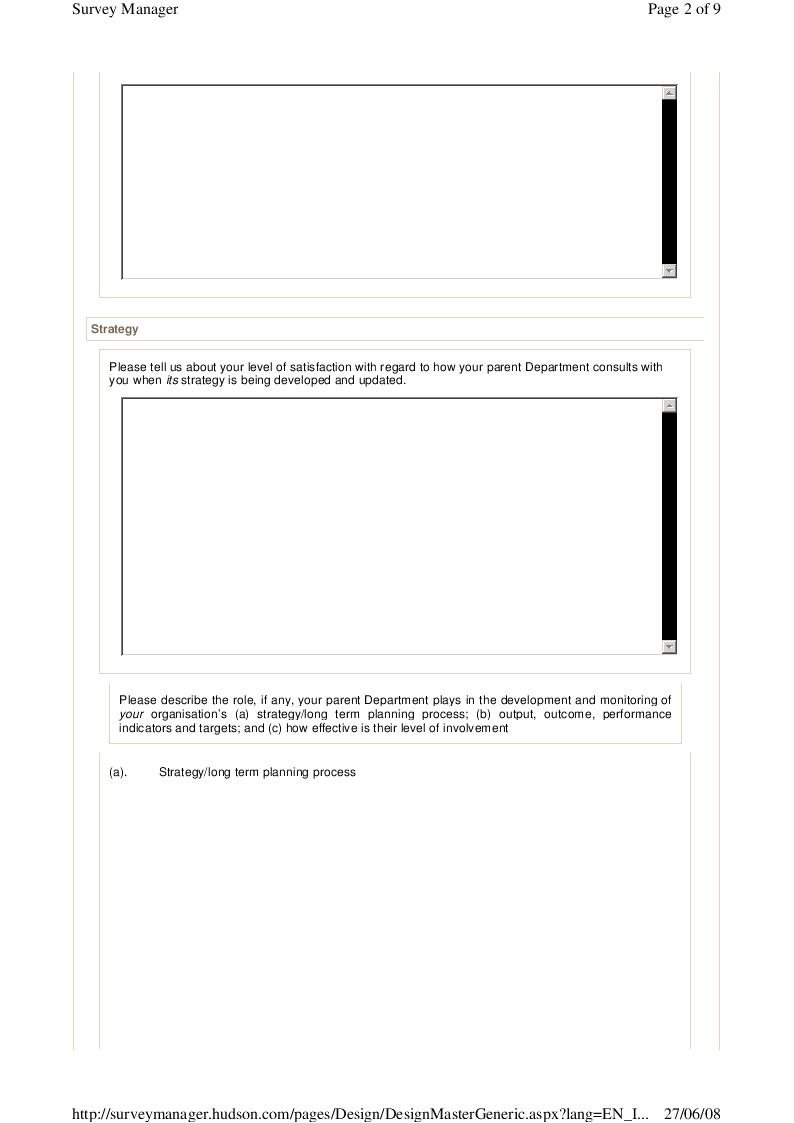 Survey Manager Page 2 of 9
Strategy
Please tell us about your level of satisfaction with regard to how your parent Department consults with
you when its strategy is being developed and updated.
Please describe the role, if any, your parent Department plays in the development and monitoring of
your organisation's (a) strategy/long term planning process; (b) output, outcome, performance
indicators and targets; and (c) how effective is their level of involvement
(a). Strategy/long term planning process
http://surveymanager.hudson.com/pages/Design/DesignMasterGeneric.aspx?lang=EN_I... 27/06/08